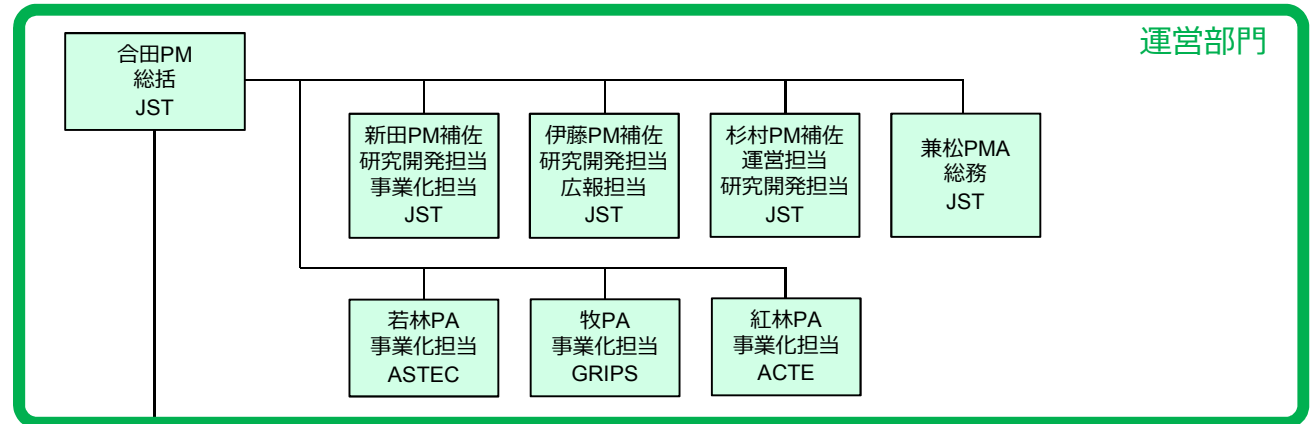 運営部門
合田PM
総括
JST
新田PM補佐
研究開発担当
事業化担当
JST
伊藤PM補佐
研究開発担当
広報担当
JST
杉村PM補佐
運営担当
研究開発担当
JST
兼松PMA
総務
JST
若林PA
事業化担当
ASTEC
牧PA
事業化担当
GRIPS
紅林PA
事業化担当
ACTE